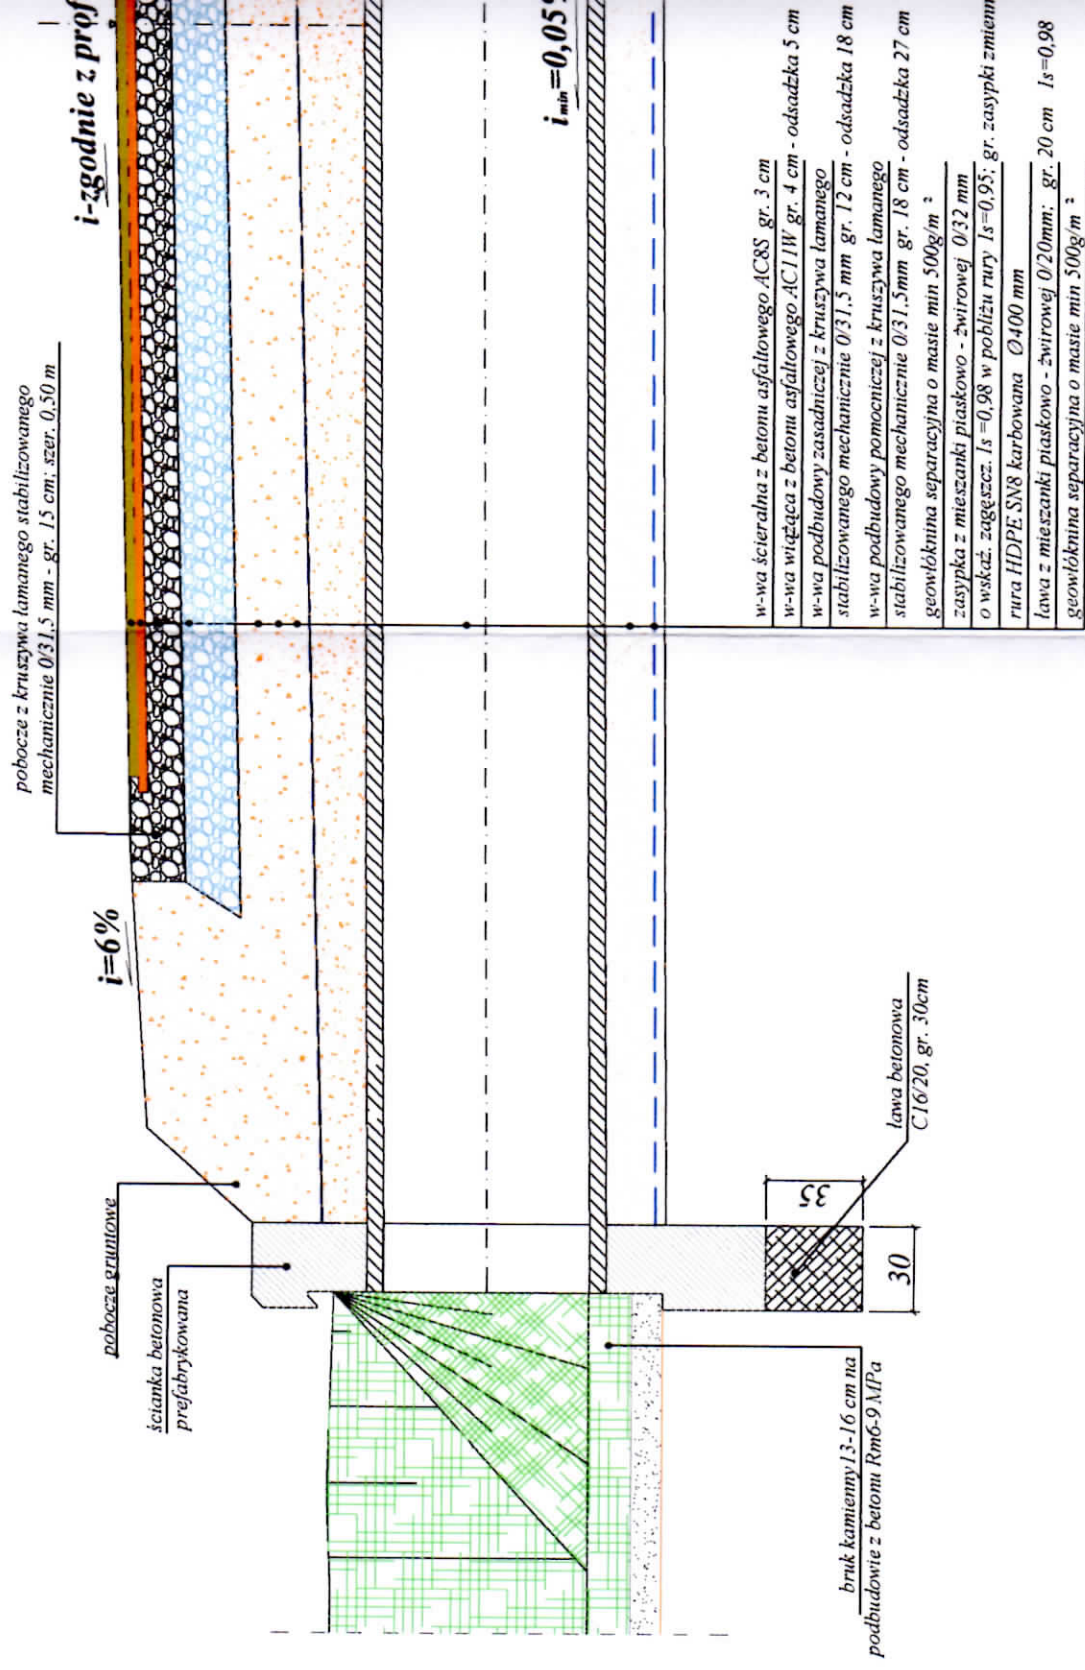 pobocze z kruszywa łamanego stabilizowanego
mechanicznie 0/31,5 mm - gr. 15 cm; szer. 0,50 m
i-zgodnie z prof
i=6%
pobocze gruntowe
ścianka betonowa
prefabrykowana
imin=0,05%
w-wa ścieralna z betonu asfaltowego AC8S gr. 3 cm
w-wa wiążąca z betonu asfaltowego AC11W gr. 4 cm - odsadzka 5 cm
w-wa podbudowy zasadniczej z kruszywa łamanego
stabilizowanego mechanicznie 0/31,5 mm gr. 12 cm - odsadzka 18 cm
w-wa podbudowy pomocniczej z kruszywa łamanego
stabilizowanego mechanicznie 0/31,5mm gr. 18 cm - odsadzka 27 cm
geowłóknina separacyjna o masie min 500g/m ²
zasypka z mieszanki piaskowo - żwirowej 0/32 mm
o wskaź. zagęszcz. Is =0,98 w pobliżu rury Is=0,95; gr. zasypki zmienn
rura HDPE SN8 karbowana Ø400 mm
ława z mieszanki piaskowo - żwirowej 0/20mm; gr. 20 cm Is=0,98
geowłóknina separacyjna o masie min 500g/m ²
35
30
ława betonowa
C16/20, gr. 30cm
bruk kamienny13-16 cm na
podbudowie z betonu Rm6-9 MPa